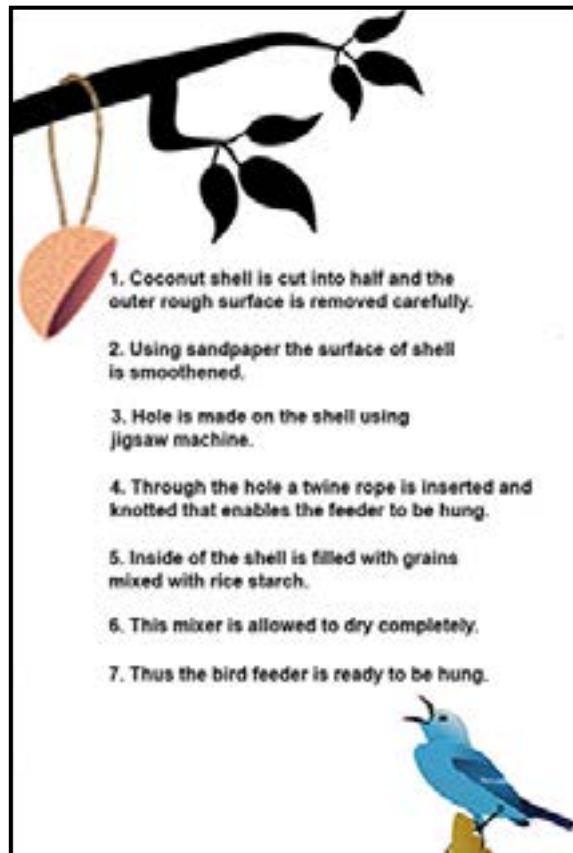 1. Coconut shell is cut into half and the
outer rough surface is removed carefully.
2. Using sandpaper the surface of shell
is smoothened.
3. Hole is made on the shell using
jigsaw machine.
4. Through the hole a twine rope is inserted and
knotted that enables the feeder to be hung.
5. Inside of the shell is filled with grains
mixed with rice starch.
6. This mixer is allowed to dry completely.
7. Thus the bird feeder is ready to be hung.